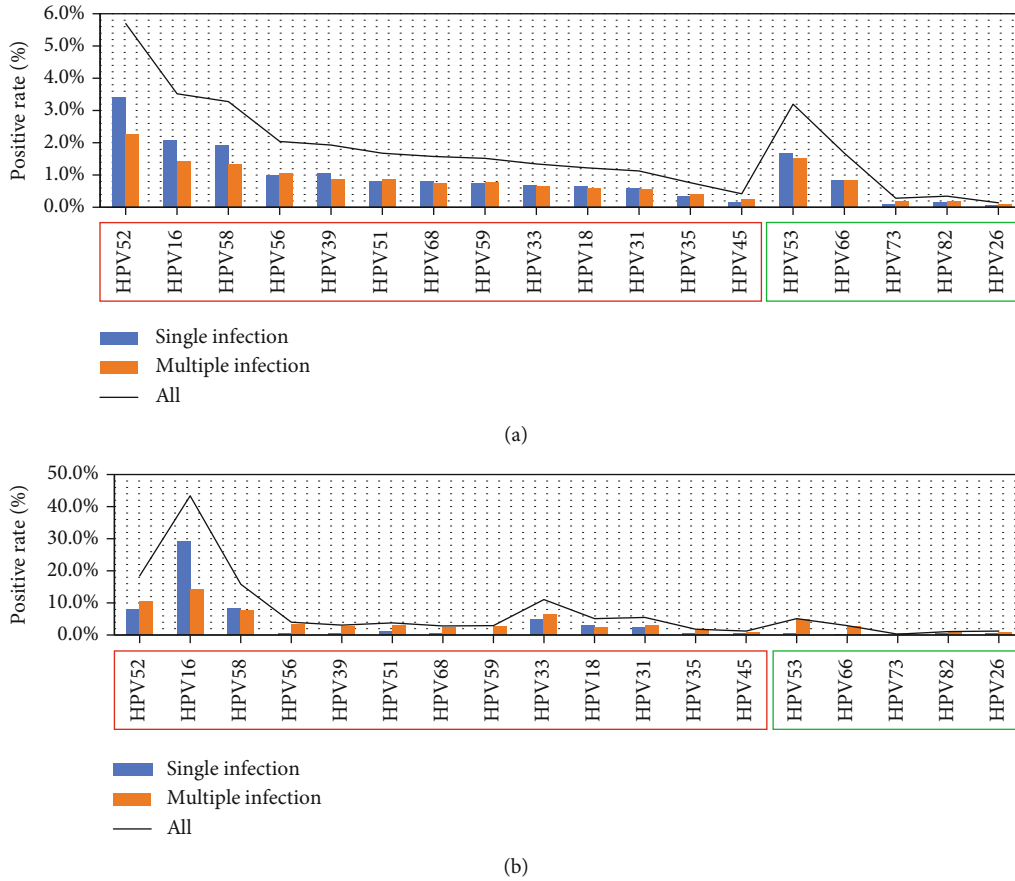 Positive rate (%)
6.0%
5.0%
4.0%
3.0%
2.0%
1.0%
0.0%
HPV52
HPV16
HPV58
HPV56
HPV39
HPV51
HPV68
HPV59
HPV33
HPV18
HPV31
HPV35
HPV45
HPV53
HPV66
HPV73
HPV82
HPV26
Single infection
Multiple infection
All
(a)
Positive rate (%)
50.0%
40.0%
30.0%
20.0%
10.0%
0.0%
HPV52
HPV16
HPV58
HPV56
HPV39
HPV51
HPV68
HPV59
HPV33
HPV18
HPV31
HPV35
HPV45
HPV53
HPV66
HPV73
HPV82
HPV26
Single infection
Multiple infection
All
(b)